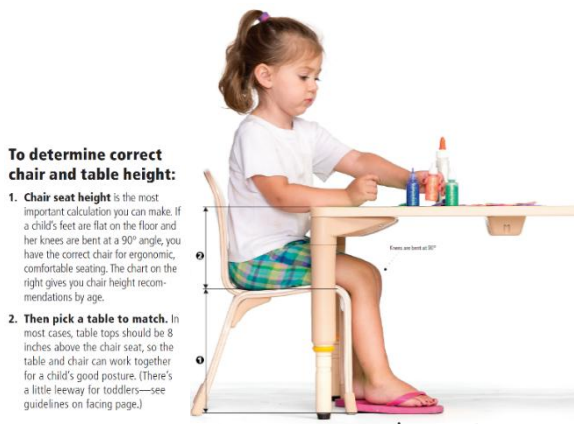 To determine correct
chair and table height:
1. Chair seat height is the most
important calculation you can make. If
a child's feet are flat on the floor and
her knees are bent at a 90° angle, you
have the correct chair for ergonomic,
comfortable seating. The chart on the
right gives you chair height recom-
mendations by age.
2. Then pick a table to match. In
most cases, table tops should be 8
inches above the chair seat, so the
table and chair can work together
for a child's good posture. (There's
a little leeway for toddlers—see
guidelines on facing page.)
2
Knees are bent at 90°
1